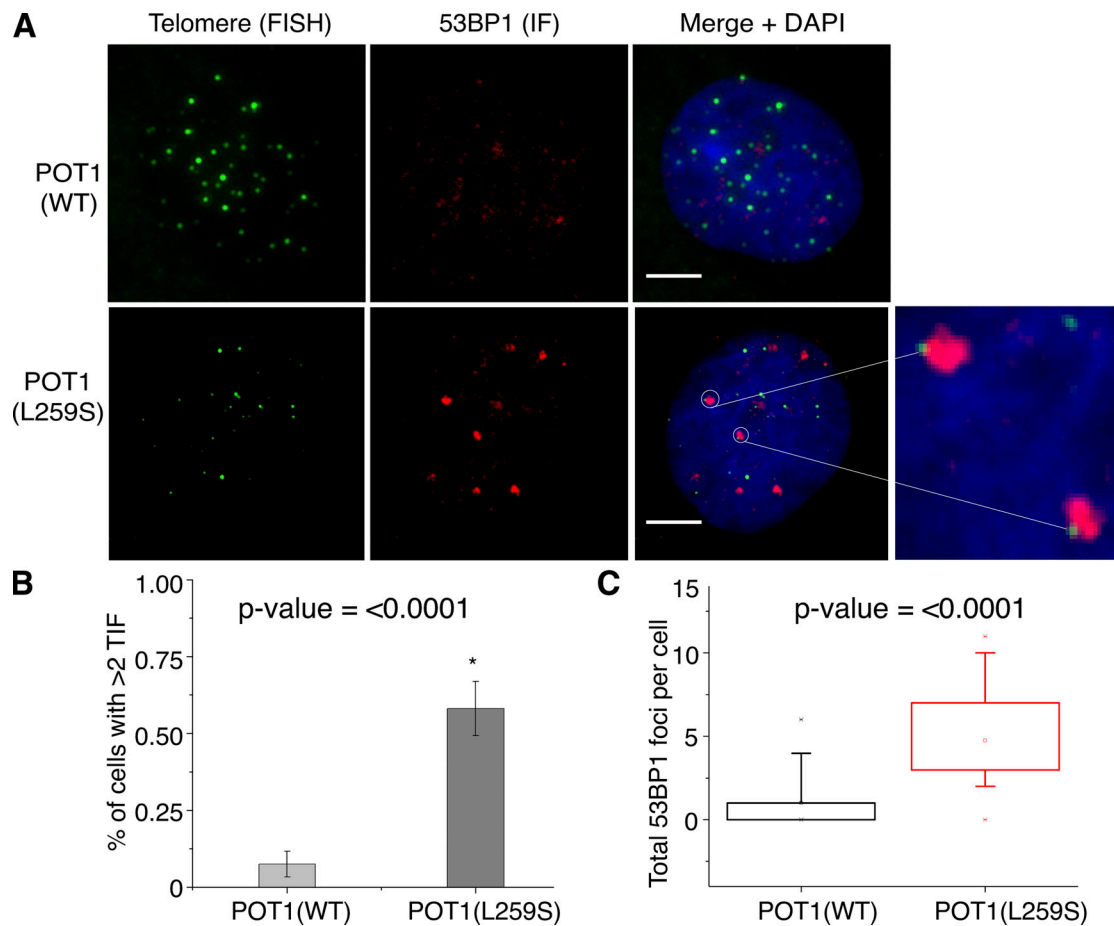 A
Telomere (FISH)
53BP1 (IF)
Merge + DAPI
POT1
(WT)
POT1
(L259S)
B
p-value = <0.0001
% of cells with >2 TIF
1.00
0.75
0.50
0.25
0
*
POT1(WT)
POT1(L259S)
C
p-value = <0.0001
Total 53BP1 foci per cell
15
10
5
0
POT1(WT)
POT1(L259S)